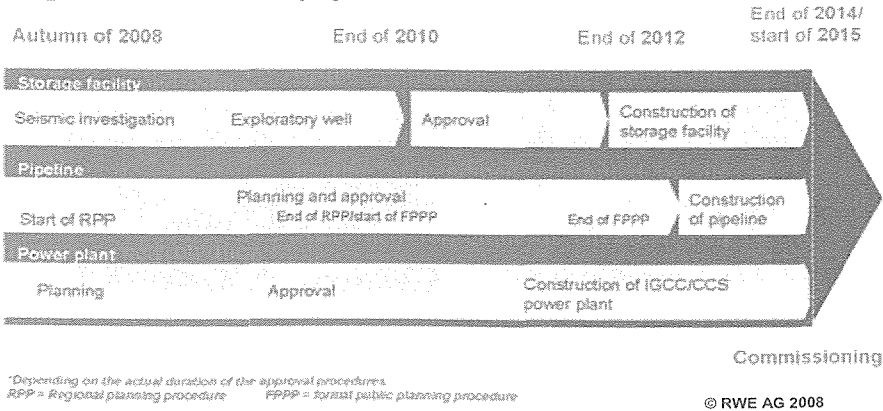 Autumn of 2008
End of 2010
End of 2012
End of 2014/
start of 2015
Storage facility
Seismic investigation
Exploratory well
Approval
Construction of
storage facility
Pipeline
Start of RPP
Planning and approval
End of RPP/start of FPPP
End of FPPP
Construction
of pipeline
Power plant
Planning
Approval
Construction of IGCC/CCS
power plant
Commissioning
*Depending on the actual duration of the approval procedures.
RPP = Regional planning procedure FPPP = formal public planning procedure
© RWE AG 2008